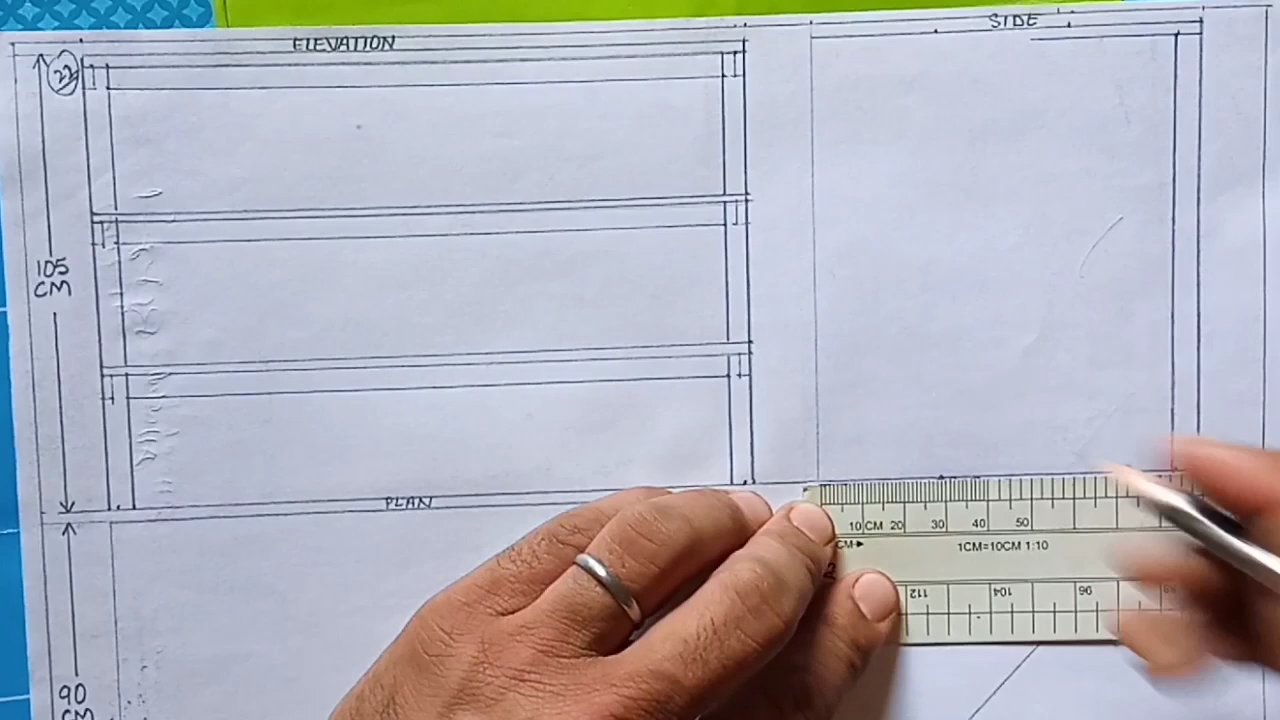 ELEVATION
SIDE
22
105
CM
PLAN
10 CM 20 30 40 50
CM
1CM=10CM 1:10
112 104 96
90
CM